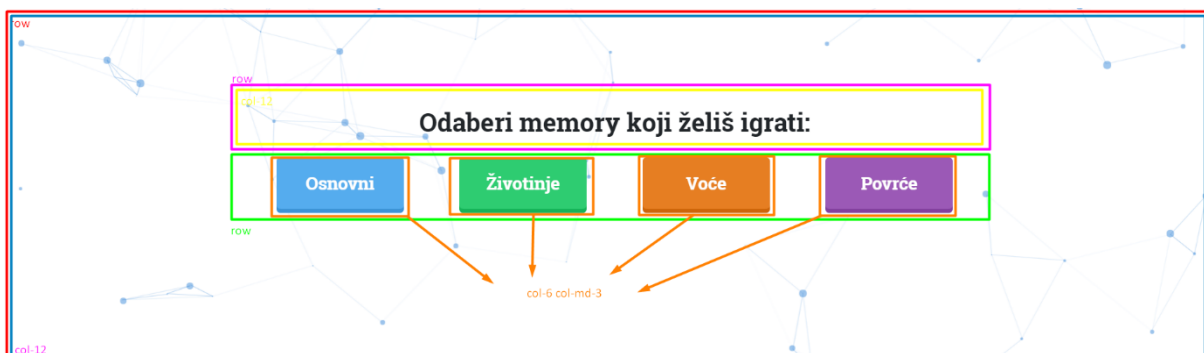 row
row
col-12
Odaberi memory koji želiš igrati:
Osnovni Životinje Voće Povrće
row
col-6 col-md-3
col-12